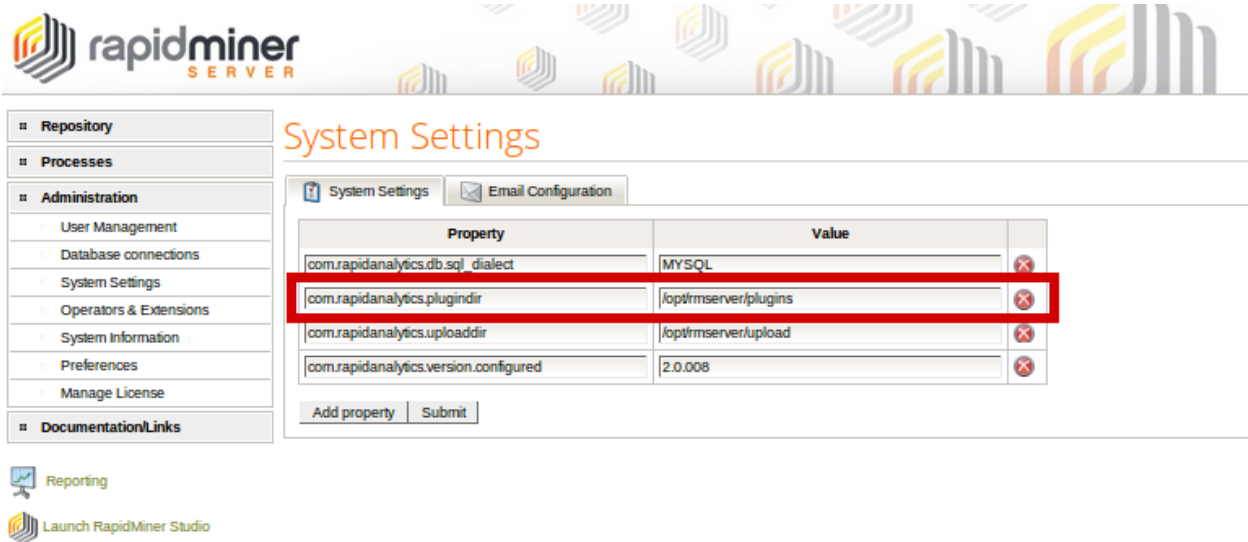 rapidminer
SERVER
Repository
Processes
Administration
User Management
Database connections
System Settings
Operators & Extensions
System Information
Preferences
Manage License
Documentation/Links
Reporting
Launch RapidMiner Studio
System Settings
System Settings Email Configuration
Property Value
com.rapidanalytics.db.sql_dialect MYSQL
com.rapidanalytics.plugindir /opt/rmserver/plugins
com.rapidanalytics.uploaddir /opt/rmserver/upload
com.rapidanalytics.version.configured 2.0.008
Add property Submit